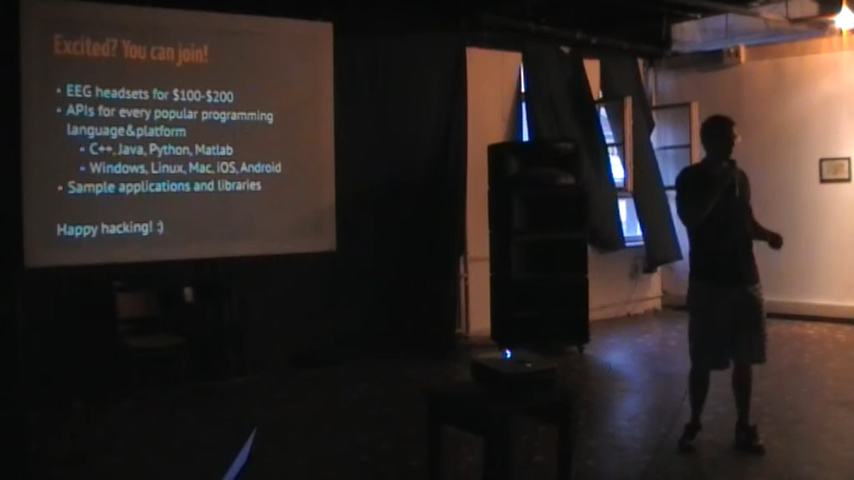 Excited? You can join!
• EEG headsets for $100-$200
• APIs for every popular programming
language&platform
• C++, Java, Python, Matlab
• Windows, Linux, Mac, iOS, Android
• Sample applications and libraries
Happy hacking! :)